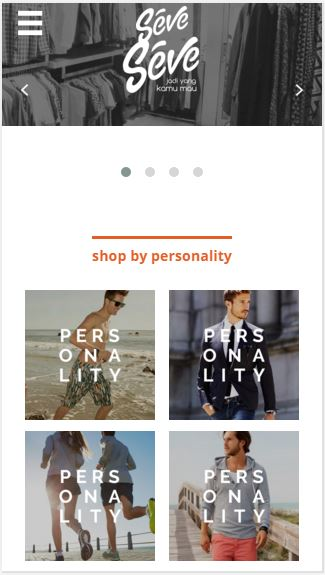 Séve
Séve
jadi yang
kamu mau
shop by personality
PERS
ONA
LITY
PERS
ONA
LITY
PERS
ONA
LITY
PERS
ONA
LITY